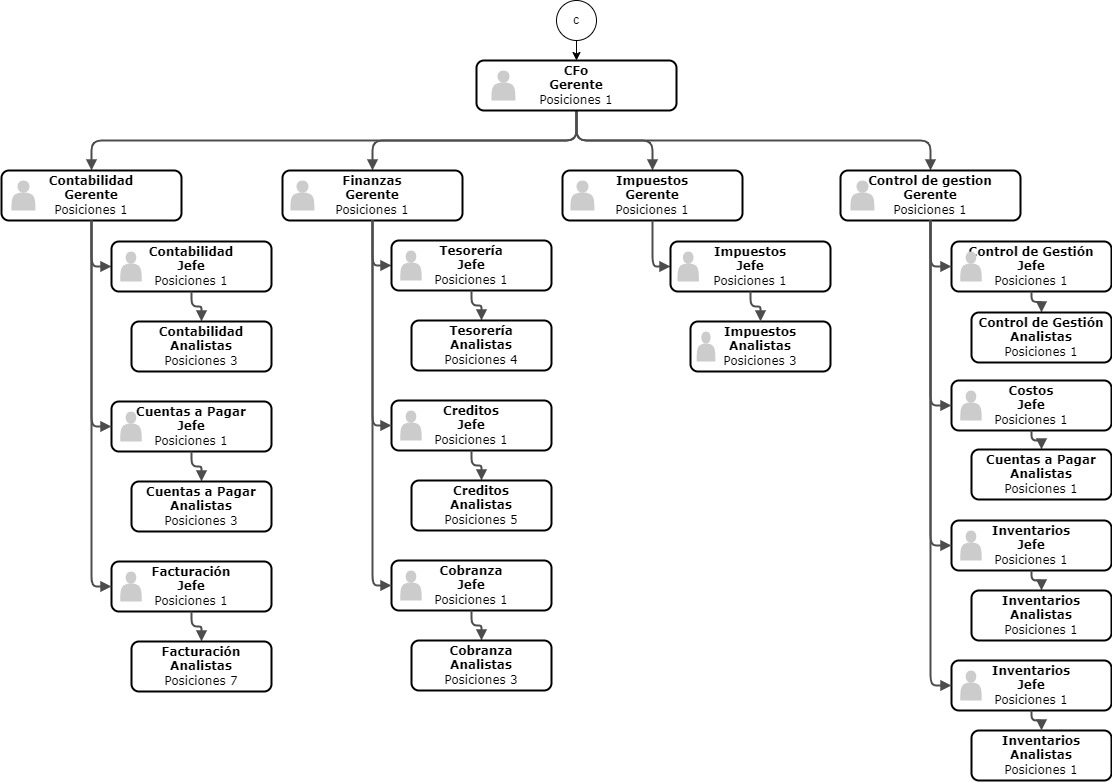 c
CFo
Gerente
Posiciones 1
Contabilidad
Gerente
Posiciones 1
Finanzas
Gerente
Posiciones 1
Impuestos
Gerente
Posiciones 1
Control de gestion
Gerente
Posiciones 1
Contabilidad
Jefe
Posiciones 1
Contabilidad
Analistas
Posiciones 3
Cuentas a Pagar
Jefe
Posiciones 1
Cuentas a Pagar
Analistas
Posiciones 3
Facturación
Jefe
Posiciones 1
Facturación
Analistas
Posiciones 7
Tesorería
Jefe
Posiciones 1
Tesorería
Analistas
Posiciones 4
Creditos
Jefe
Posiciones 1
Creditos
Analistas
Posiciones 5
Cobranza
Jefe
Posiciones 1
Cobranza
Analistas
Posiciones 3
Impuestos
Jefe
Posiciones 1
Impuestos
Analistas
Posiciones 3
Control de Gestión
Jefe
Posiciones 1
Control de Gestión
Analistas
Posiciones 1
Costos
Jefe
Posiciones 1
Cuentas a Pagar
Analistas
Posiciones 1
Inventarios
Jefe
Posiciones 1
Inventarios
Analistas
Posiciones 1
Inventarios
Jefe
Posiciones 1
Inventarios
Analistas
Posiciones 1